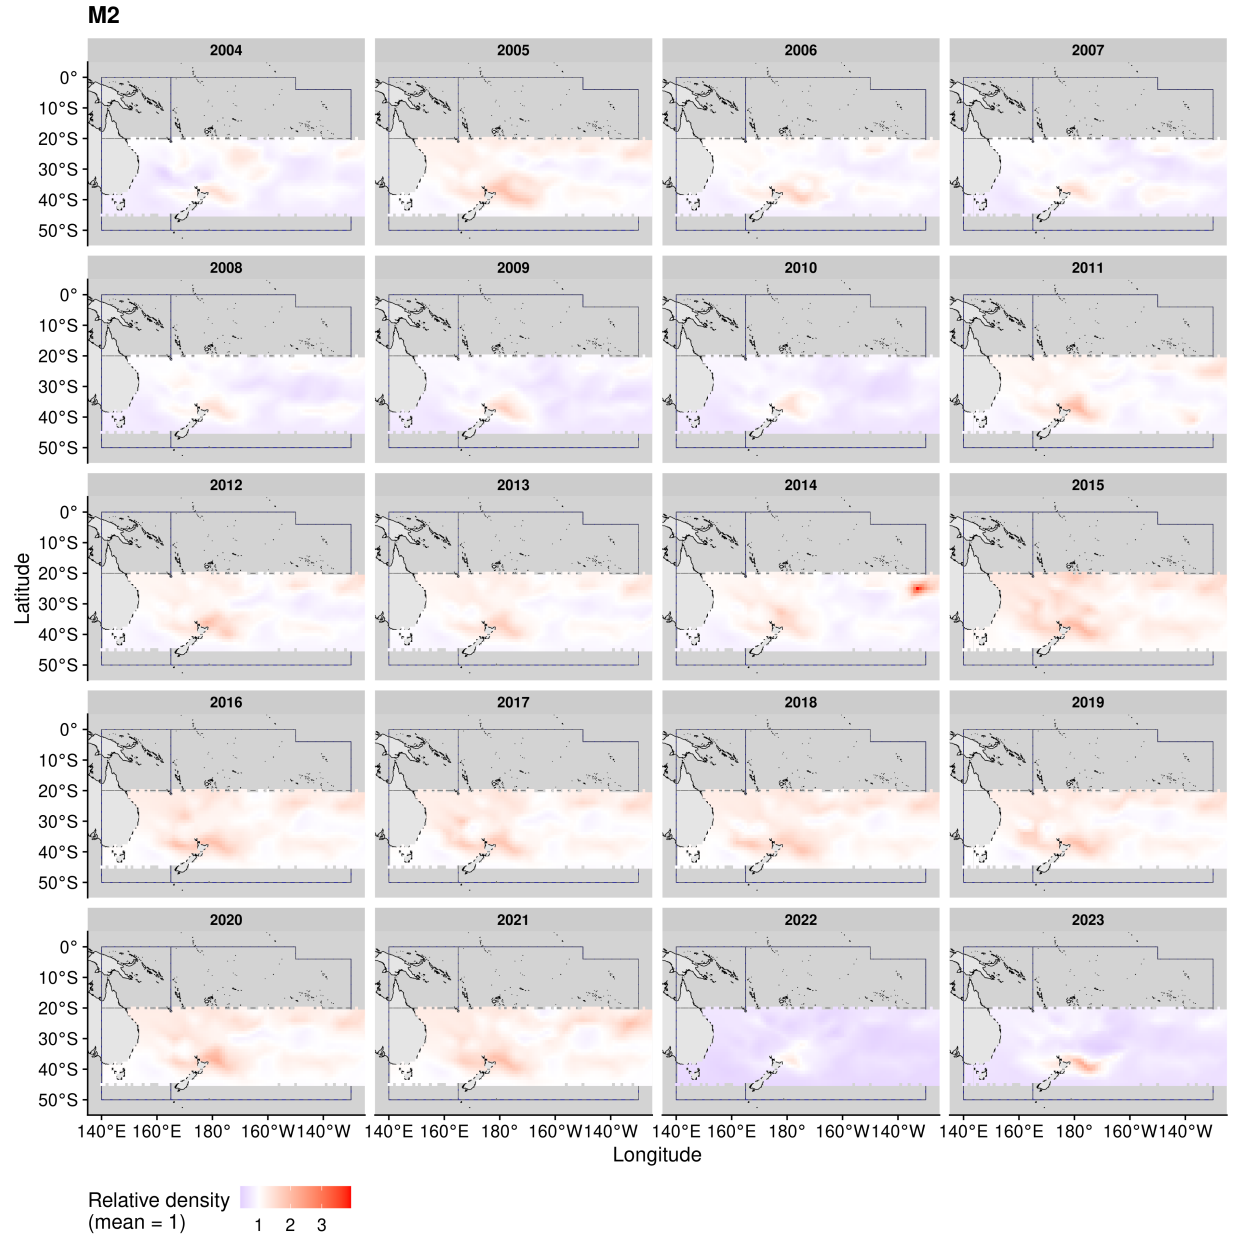 M2
2004 2005 2006 2007
0°
10°S
20°S
30°S
40°S
50°S
2008 2009 2010 2011
0°
10°S
20°S
30°S
40°S
50°S
2012 2013 2014 2015
0°
10°S
20°S
30°S
40°S
50°S
2016 2017 2018 2019
0°
10°S
20°S
30°S
40°S
50°S
2020 2021 2022 2023
0°
10°S
20°S
30°S
40°S
50°S
Latitude
140°E 160°E 180° 160°W 140°W 140°E 160°E 180° 160°W 140°W 140°E 160°E 180° 160°W 140°W 140°E 160°E 180° 160°W 140°W
Longitude
Relative density
(mean = 1)
1 2 3